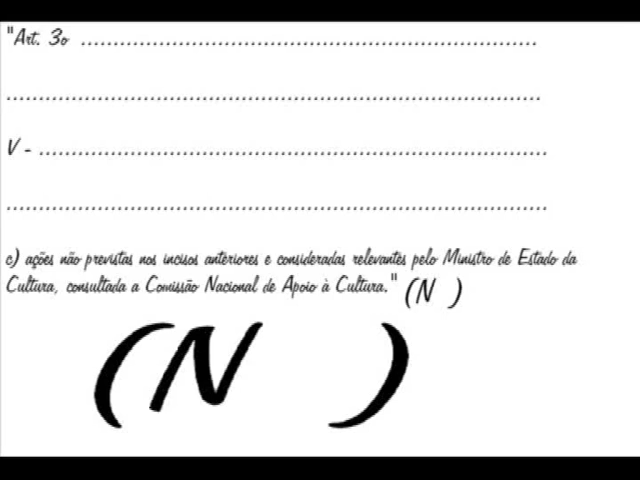 "Art. 3o ......................................................................
..................................................................................
V - ..............................................................................
..................................................................................
c) ações não previstas nos incisos anteriores e consideradas relevantes pelo Ministro de Estado da
Cultura, consultada a Comissão Nacional de Apoio à Cultura." (N )
(N )